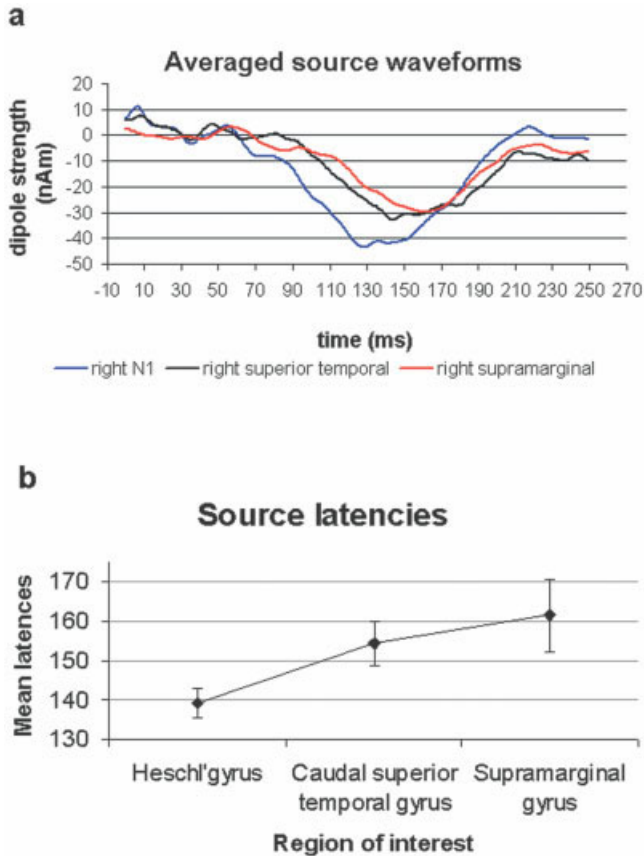 a
Averaged source waveforms
dipole strength
(nAm)
20
10
0
-10
-20
-30
-40
-50
-10 10 30 50 70 90 110 130 150 170 190 210 230 250 270
time (ms)
right N1 right superior temporal right supramarginal
b
Source latencies
Mean latences
170
160
150
140
130
Heschl'gyrus
Caudal superior
temporal gyrus
Supramarginal
gyrus
Region of interest